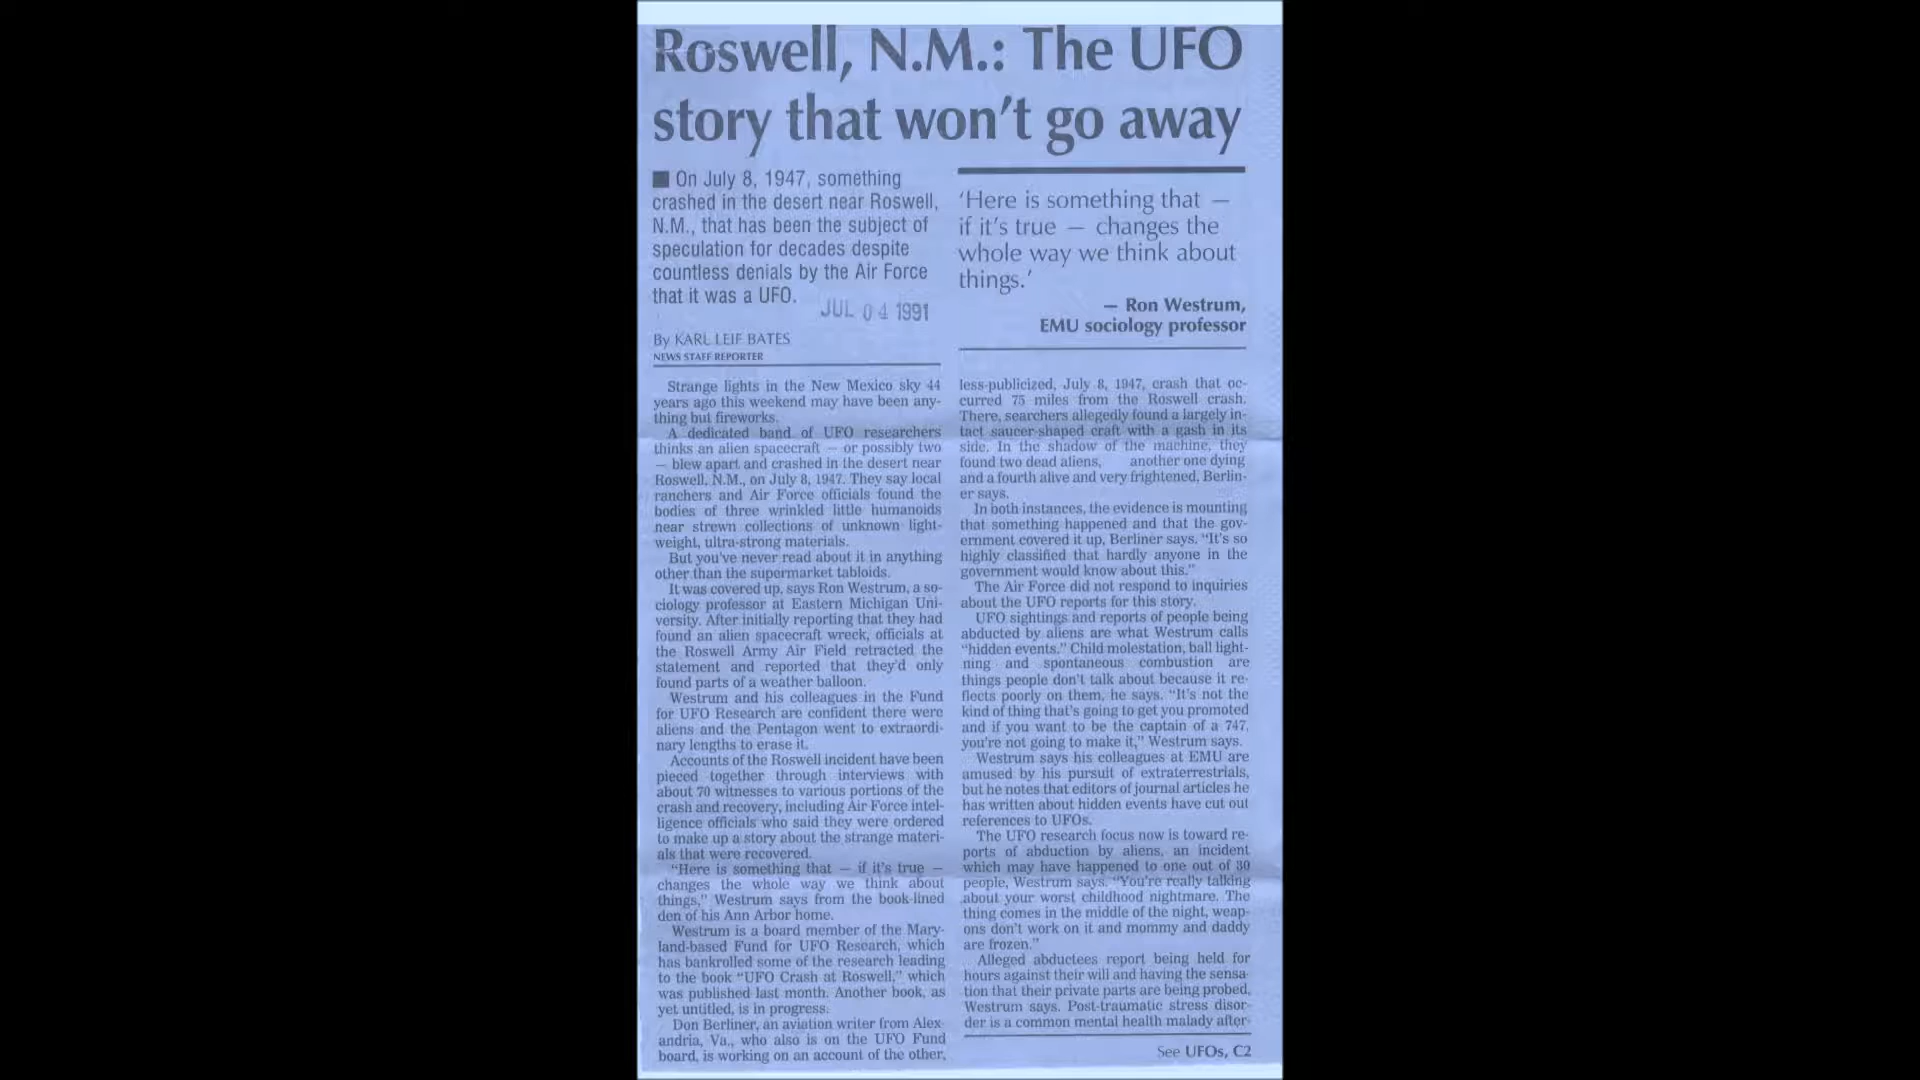 Roswell, N.M.: The UFO
story that won't go away
■ On July 8, 1947, something
crashed in the desert near Roswell,
N.M., that has been the subject of
speculation for decades despite
countless denials by the Air Force
that it was a UFO.
JUL 04 1991
By KARL LEIF BATES
NEWS STAFF REPORTER
'Here is something that —
if it's true — changes the
whole way we think about
things.'
— Ron Westrum,
EMU sociology professor
Strange lights in the New Mexico sky 44
years ago this weekend may have been any-
thing but fireworks.
A dedicated band of UFO researchers
thinks an alien spacecraft — or possibly two
— blew apart and crashed in the desert near
Roswell, N.M., on July 8, 1947. They say local
ranchers and Air Force officials found the
bodies of three wrinkled little humanoids
near strewn collections of unknown light-
weight, ultra-strong materials.
But you've never read about it in anything
other than the supermarket tabloids.
It was covered up, says Ron Westrum, a so-
ciology professor at Eastern Michigan Uni-
versity. After initially reporting that they had
found an alien spacecraft wreck, officials at
the Roswell Army Air Field retracted the
statement and reported that they'd only
found parts of a weather balloon.
Westrum and his colleagues in the Fund
for UFO Research are confident there were
aliens and the Pentagon went to extraordi-
nary lengths to erase it.
Accounts of the Roswell incident have been
pieced together through interviews with
about 70 witnesses to various portions of the
crash and recovery, including Air Force intel-
ligence officials who said they were ordered
to make up a story about the strange materi-
als that were recovered.
"Here is something that — if it's true —
changes the whole way we think about
things," Westrum says from the book-lined
den of his Ann Arbor home.
Westrum is a board member of the Mary-
land-based Fund for UFO Research, which
has bankrolled some of the research leading
to the book "UFO Crash at Roswell," which
was published last month. Another book, as
yet untitled, is in progress.
Don Berliner, an aviation writer from Alex-
andria, Va., who also is on the UFO Fund
board, is working on an account of the other,
less-publicized, July 8, 1947, crash that oc-
curred 75 miles from the Roswell crash.
There, searchers allegedly found a largely in-
tact saucer-shaped craft with a gash in its
side. In the shadow of the machine, they
found two dead aliens, another one dying
and a fourth alive and very frightened, Berlin-
er says.
In both instances, the evidence is mounting
that something happened and that the gov-
ernment covered it up, Berliner says. "It's so
highly classified that hardly anyone in the
government would know about this."
The Air Force did not respond to inquiries
about the UFO reports for this story.
UFO sightings and reports of people being
abducted by aliens are what Westrum calls
"hidden events." Child molestation, ball light-
ning and spontaneous combustion are
things people don't talk about because it re-
flects poorly on them, he says. "It's not the
kind of thing that's going to get you promoted
and if you want to be the captain of a 747,
you're not going to make it," Westrum says.
Westrum says his colleagues at EMU are
amused by his pursuit of extraterrestrials,
but he notes that editors of journal articles he
has written about hidden events have cut out
references to UFOs.
The UFO research focus now is toward re-
ports of abduction by aliens, an incident
which may have happened to one out of 30
people, Westrum says. "You're really talking
about your worst childhood nightmare. The
thing comes in the middle of the night, weap-
ons don't work on it and mommy and daddy
are frozen."
Alleged abductees report being held for
hours against their will and having the sensa-
tion that their private parts are being probed,
Westrum says. Post-traumatic stress disor-
der is a common mental health malady after-
See UFOs, C2